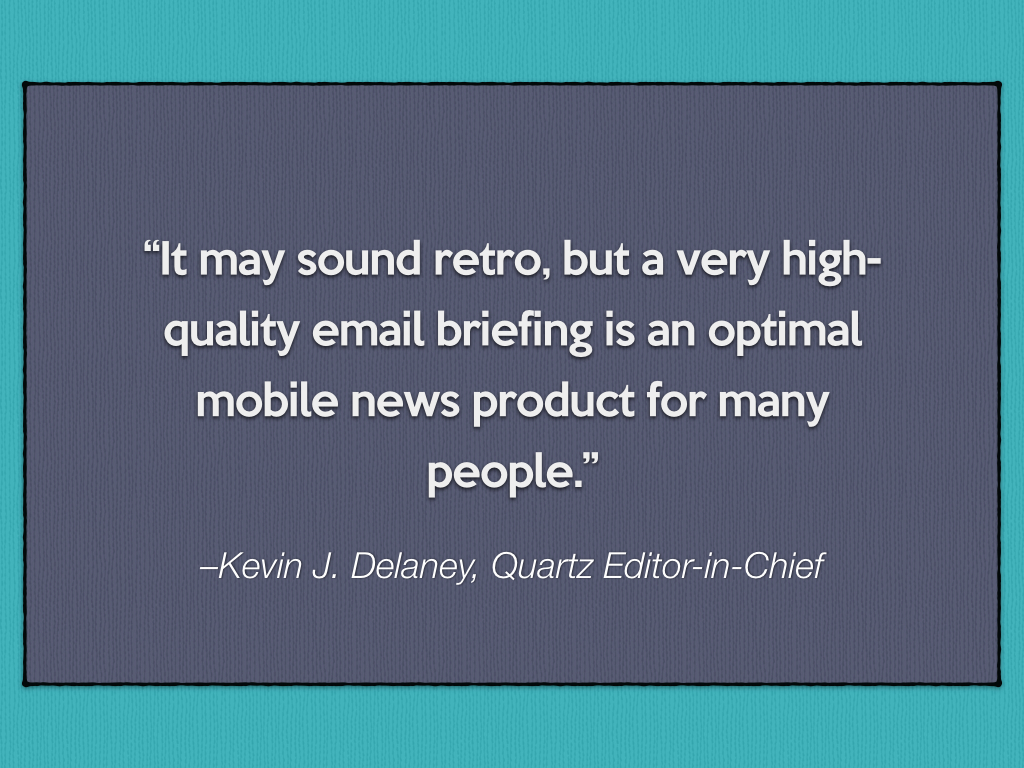 “It may sound retro, but a very high-
quality email briefing is an optimal
mobile news product for many
people.”
–Kevin J. Delaney, Quartz Editor-in-Chief